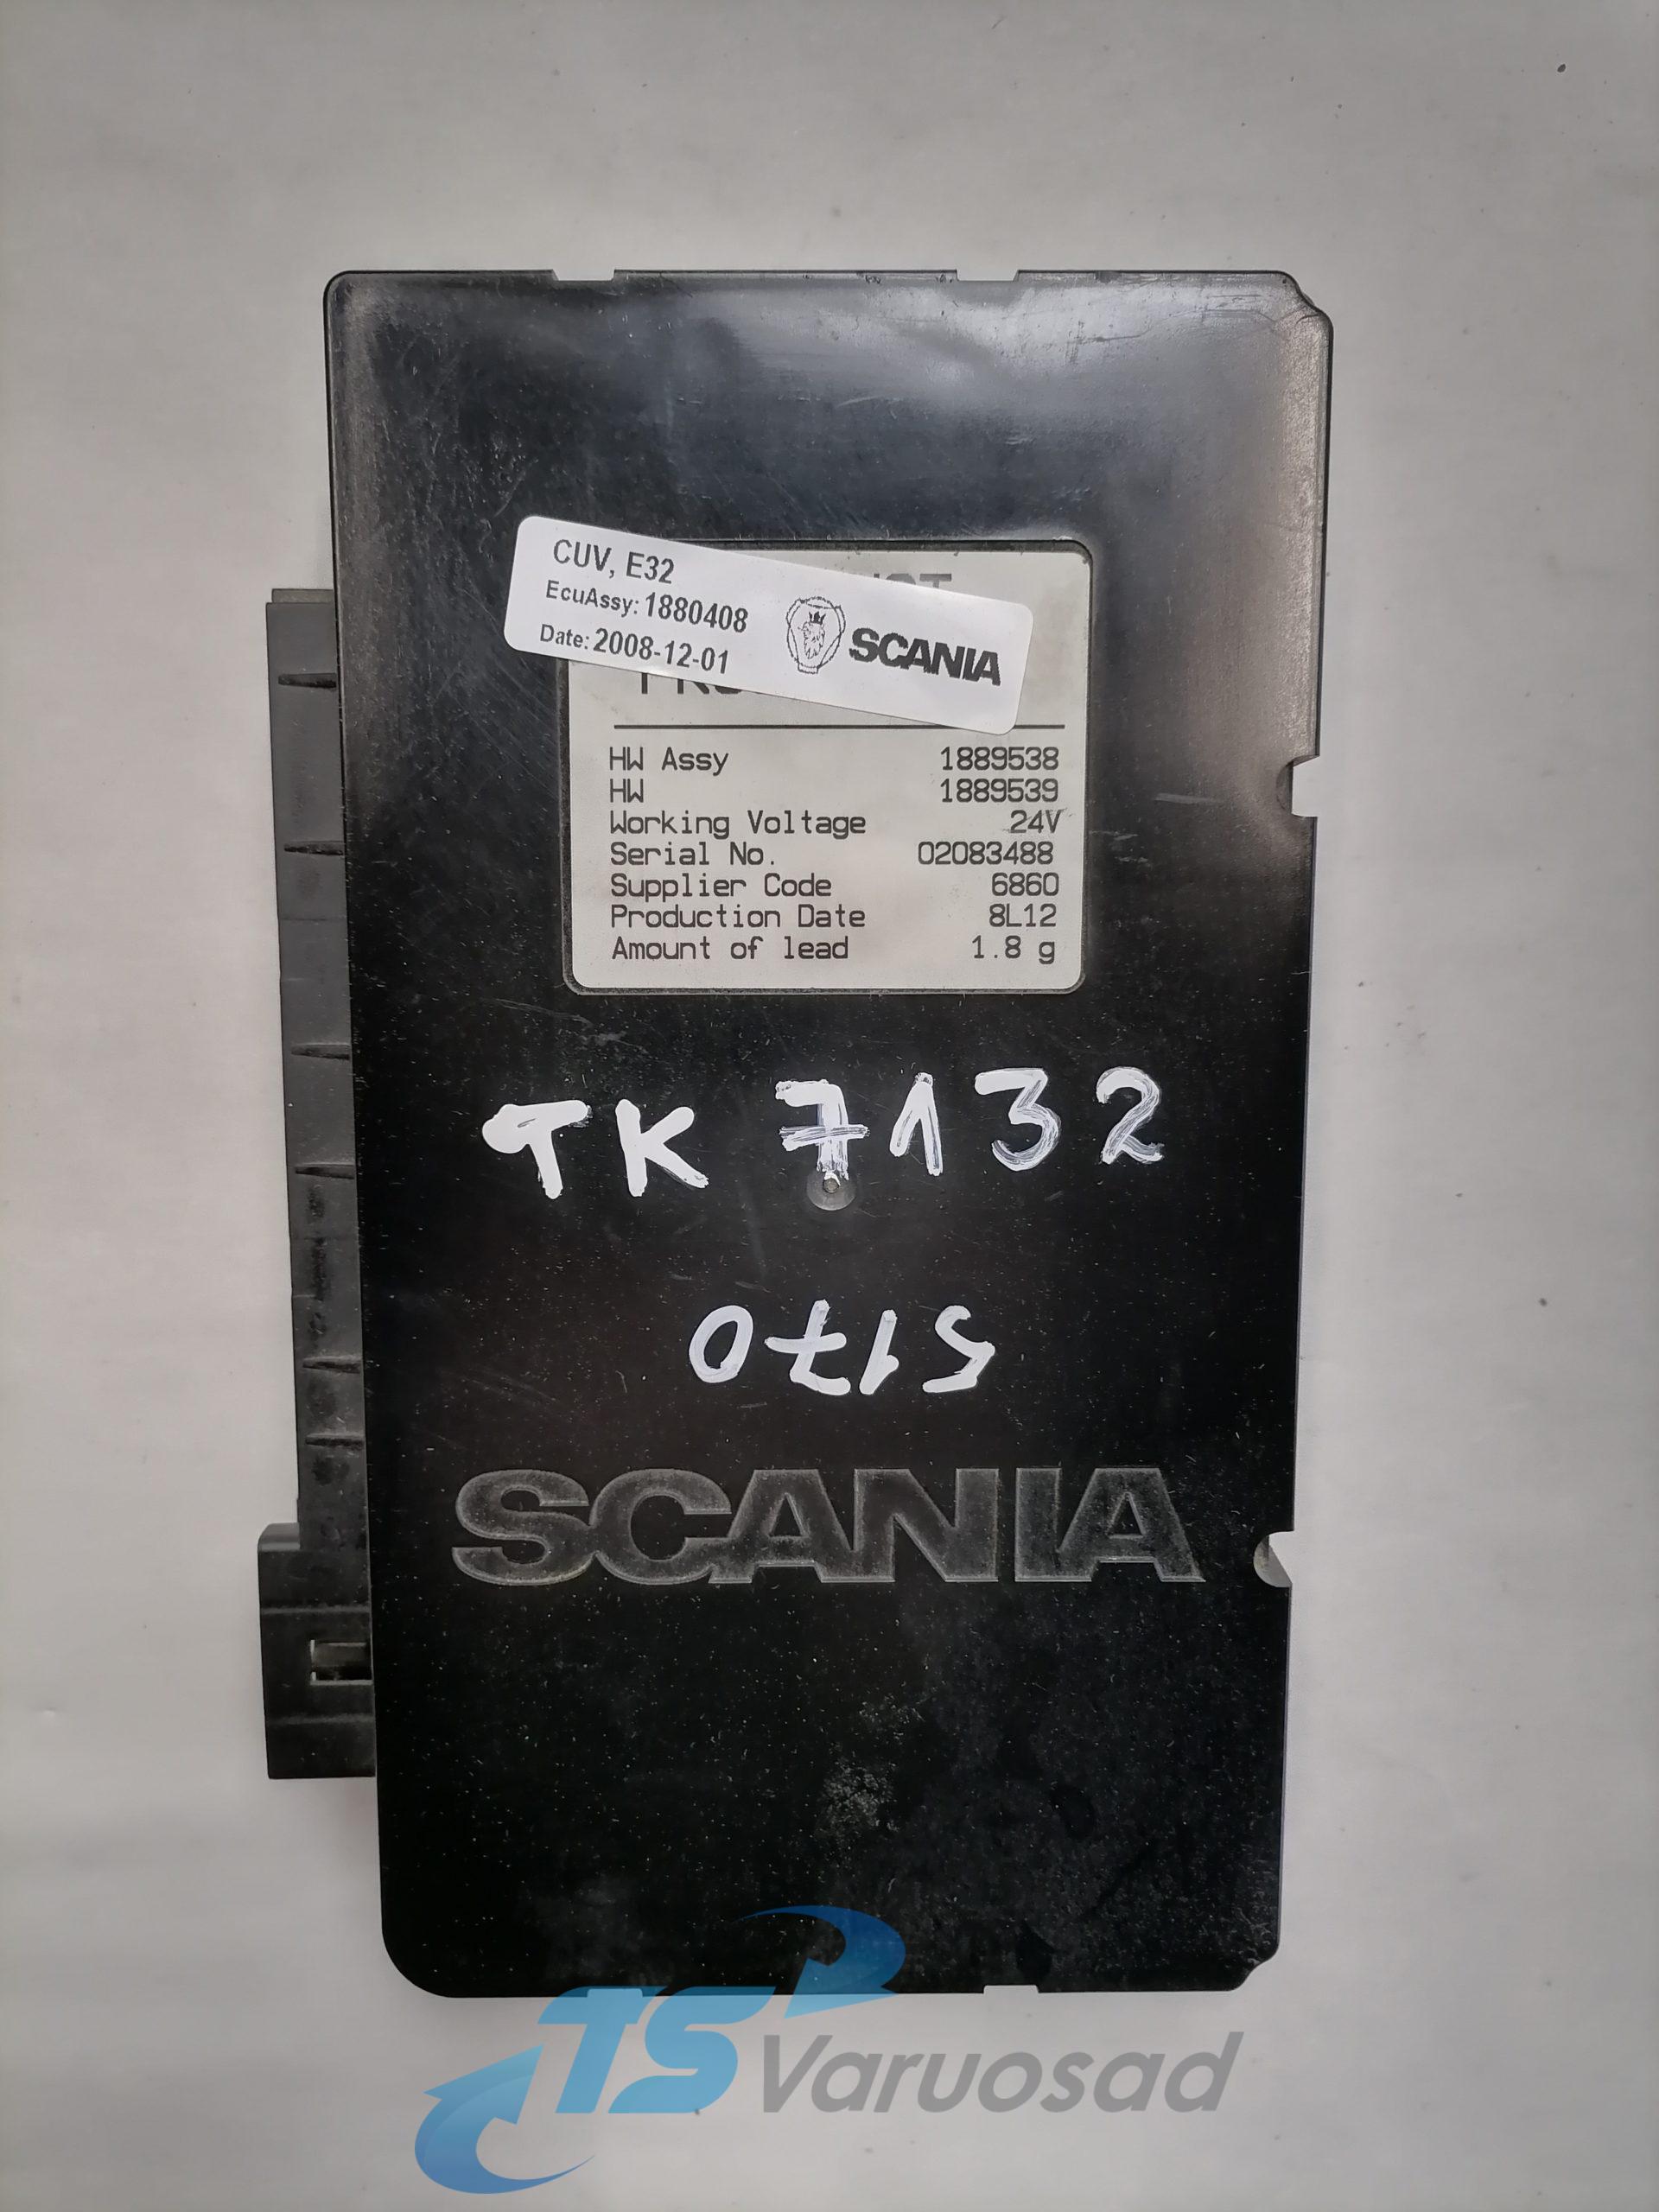 CUV, E32
EcuAssy: 1880408
Date: 2008-12-01
SCANIA
HW Assy 1889538
HW 1889539
Working Voltage 24V
Serial No. 02083488
Supplier Code 6860
Production Date 8L12
Amount of lead 1.8 g
TK 7132
5170
SCANIA
TS Varuosad